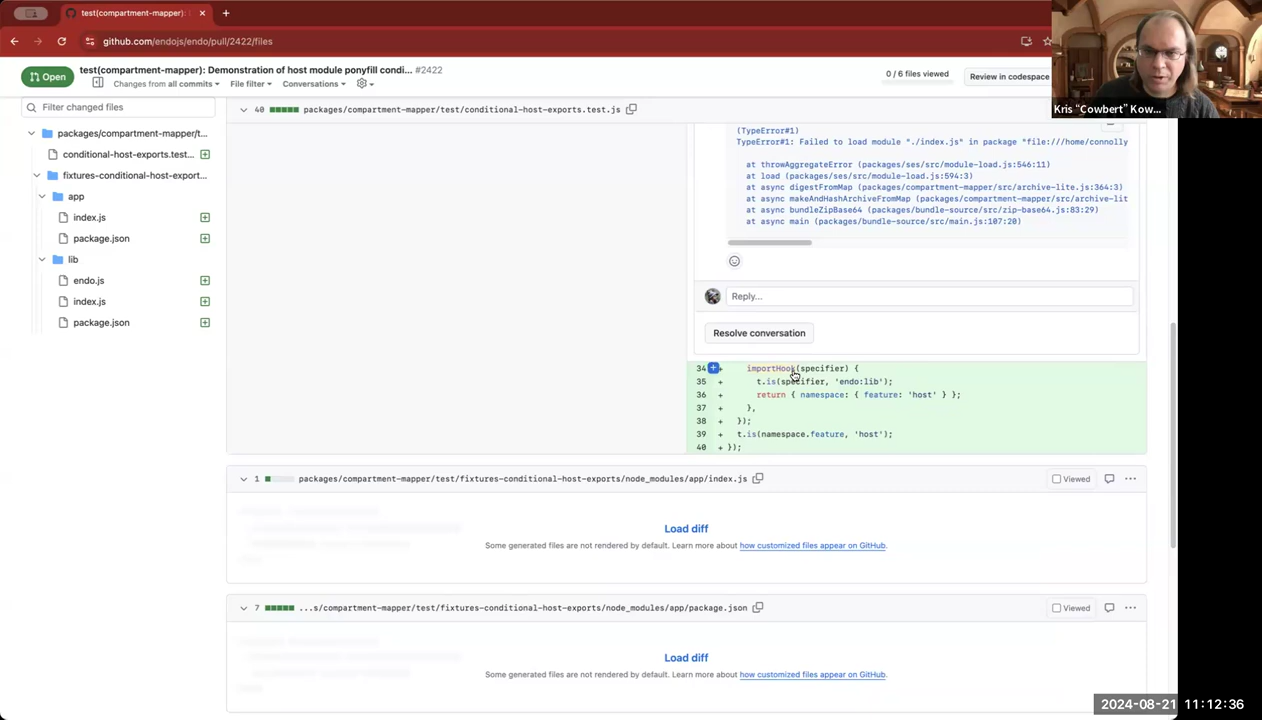 test(compartment-mapper):
github.com/endojs/endo/pull/2422/files
Kris "Cowbert" Kow...
Open
test(compartment-mapper): Demonstration of host module ponyfill condi... #2422
Changes from all commits
File filter
Conversations
0 / 6 files viewed
Review in codespace
Filter changed files
packages/compartment-mapper/t...
conditional-host-exports.test...
fixtures-conditional-host-export...
app
index.js
package.json
lib
endo.js
index.js
package.json
40 packages/compartment-mapper/test/conditional-host-exports.test.js
(TypeError#1)
TypeError#1: Failed to load module "./index.js" in package "file:///home/connolly
at throwAggregateError (packages/ses/src/module-load.js:546:11)
at load (packages/ses/src/module-load.js:594:3)
at async digestFromMap (packages/compartment-mapper/src/archive-lite.js:364:3)
at async makeAndHashArchiveFromMap (packages/compartment-mapper/src/archive-lit
at async bundleZipBase64 (packages/bundle-source/src/zip-base64.js:83:29)
at async main (packages/bundle-source/src/main.js:107:20)
Reply...
Resolve conversation
34 + importHook(specifier) {
35 + t.is(specifier, 'endo:lib');
36 + return { namespace: { feature: 'host' } };
37 + },
38 + });
39 + t.is(namespace.feature, 'host');
40 + });
1 packages/compartment-mapper/test/fixtures-conditional-host-exports/node_modules/app/index.js
Viewed
Load diff
Some generated files are not rendered by default. Learn more about how customized files appear on GitHub.
7 ...s/compartment-mapper/test/fixtures-conditional-host-exports/node_modules/app/package.json
Viewed
Load diff
Some generated files are not rendered by default. Learn more about how customized files appear on GitHub.
2024-08-21 11:12:36